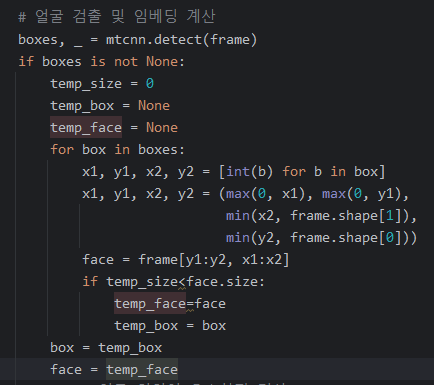 # 얼굴 검출 및 임베딩 계산
boxes, _ = mtcnn.detect(frame)
if boxes is not None:
    temp_size = 0
    temp_box = None
    temp_face = None
    for box in boxes:
        x1, y1, x2, y2 = [int(b) for b in box]
        x1, y1, x2, y2 = (max(0, x1), max(0, y1),
                          min(x2, frame.shape[1]),
                          min(y2, frame.shape[0]))
        face = frame[y1:y2, x1:x2]
        if temp_size<face.size:
            temp_face=face
            temp_box = box
    box = temp_box
    face = temp_face